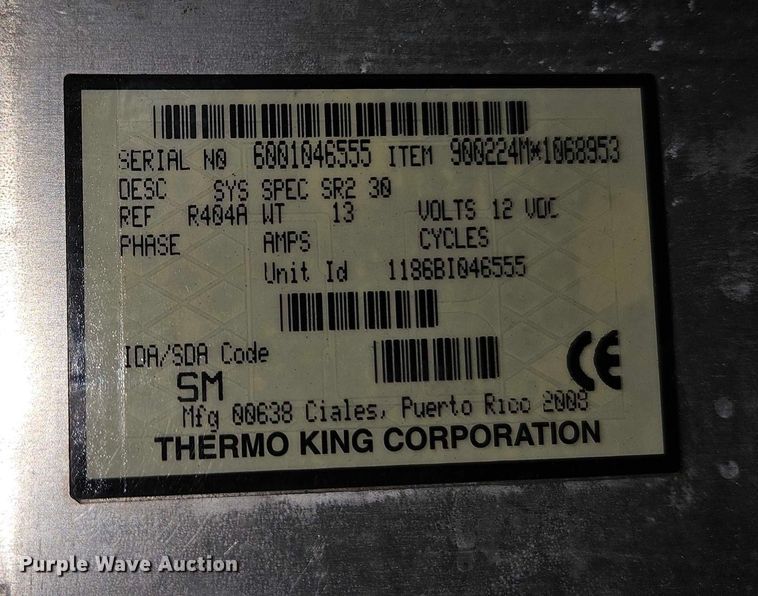 SERIAL NO 6001046555 ITEM 900224M*1068953
DESC SYS SPEC SR2 30
REF R404A WT 13 VOLTS 12 VDC
PHASE AMPS CYCLES
Unit Id 1186BI046555
IDA/SDA Code
SM
CE
Mfg 00638 Ciales, Puerto Rico 2008
THERMO KING CORPORATION
Purple Wave Auction